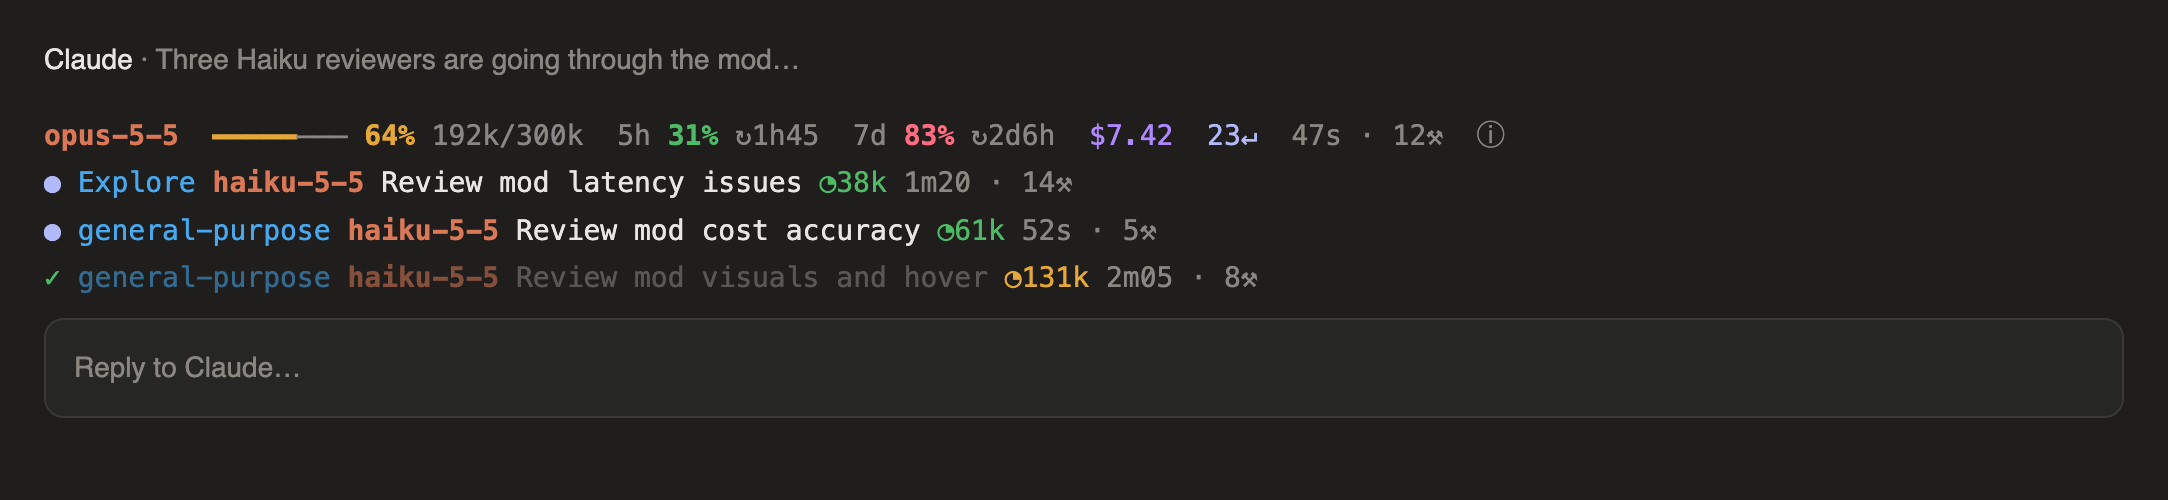 Claude · Three Haiku reviewers are going through the mod…
opus-5-5 64% 192k/300k 5h 31% ↻1h45 7d 83% ↻2d6h $7.42 23↵ 47s · 12⚒ ⓘ
● Explore haiku-5-5 Review mod latency issues ◔38k 1m20 · 14⚒
● general-purpose haiku-5-5 Review mod cost accuracy ◔61k 52s · 5⚒
✓ general-purpose haiku-5-5 Review mod visuals and hover ◔131k 2m05 · 8⚒
Reply to Claude…